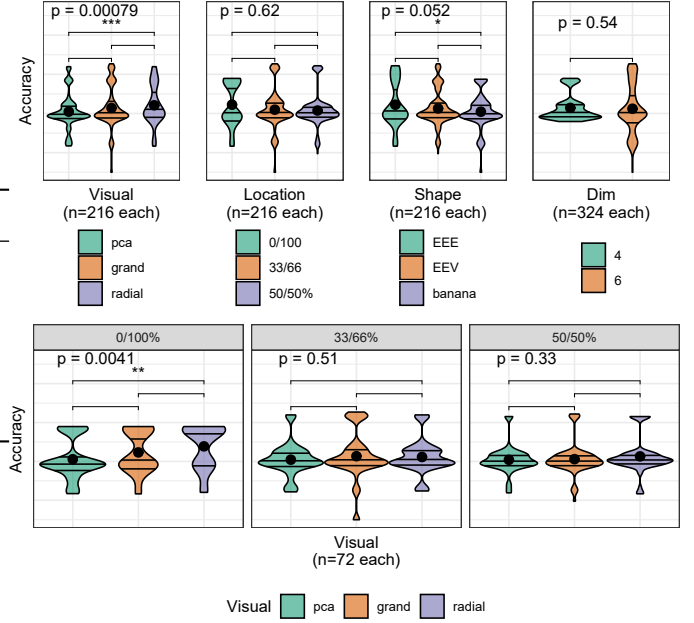 p = 0.00079
***
p = 0.62
p = 0.052
*
p = 0.54
Accuracy
Visual
(n=216 each)
Location
(n=216 each)
Shape
(n=216 each)
Dim
(n=324 each)
pca
grand
radial
0/100
33/66
50/50%
EEE
EEV
banana
4
6
0/100%
33/66%
50/50%
p = 0.0041
**
p = 0.51
p = 0.33
Accuracy
Visual
(n=72 each)
Visual
pca
grand
radial